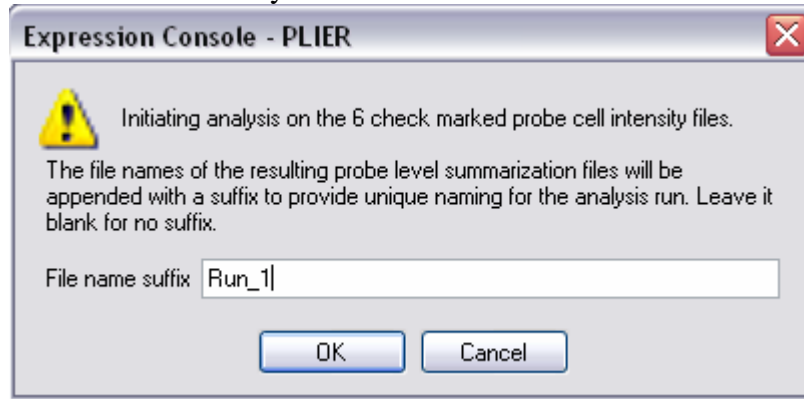 Expression Console - PLIER
Initiating analysis on the 6 check marked probe cell intensity files.
The file names of the resulting probe level summarization files will be
appended with a suffix to provide unique naming for the analysis run. Leave it
blank for no suffix.
File name suffix Run_1
OK Cancel